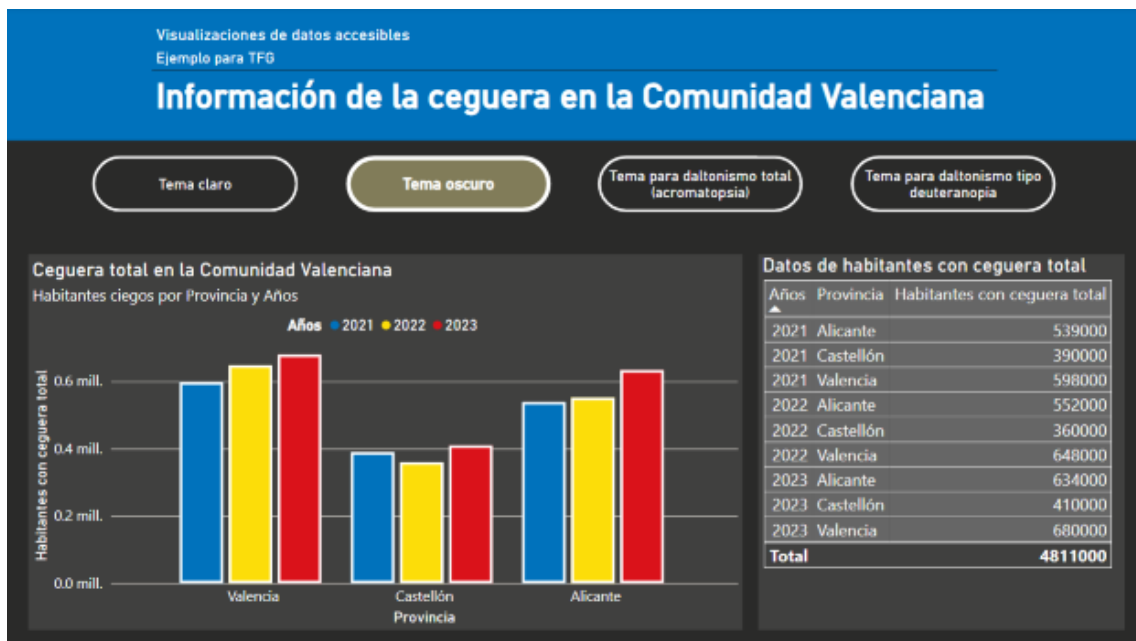 Visualizaciones de datos accesibles
Ejemplo para TFG
Información de la ceguera en la Comunidad Valenciana
Tema claro
Tema oscuro
Tema para daltonismo total
(acromatopsia)
Tema para daltonismo tipo
deuteranopia
Ceguera total en la Comunidad Valenciana
Habitantes ciegos por Provincia y Años
Años 2021 2022 2023
Habitantes con ceguera total
0.6 mill.
0.4 mill.
0.2 mill.
0.0 mill.
Valencia Castellón Alicante
Provincia
Datos de habitantes con ceguera total
Años Provincia Habitantes con ceguera total
2021 Alicante 539000
2021 Castellón 390000
2021 Valencia 598000
2022 Alicante 552000
2022 Castellón 360000
2022 Valencia 648000
2023 Alicante 634000
2023 Castellón 410000
2023 Valencia 680000
Total 4811000